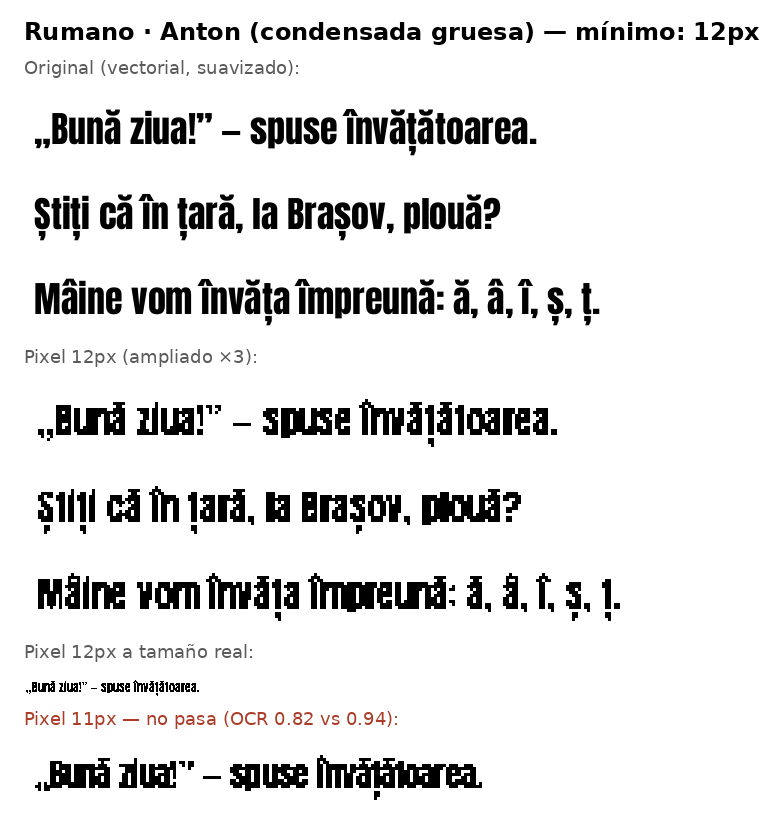 Rumano · Anton (condensada gruesa) — mínimo: 12px
Original (vectorial, suavizado):
„Bună ziua!” – spuse învățătoarea.
Știți că în țară, la Brașov, plouă?
Mâine vom învăța împreună: ă, â, î, ș, ț.
Pixel 12px (ampliado ×3):
„Bună ziua!” – spuse învățătoarea.
Știți că în țară, la Brașov, plouă?
Mâine vom învăța împreună: ă, â, î, ș, ț.
Pixel 12px a tamaño real:
„Bună ziua!” – spuse învățătoarea.
Pixel 11px — no pasa (OCR 0.82 vs 0.94):
„Bună ziua!” – spuse învățătoarea.